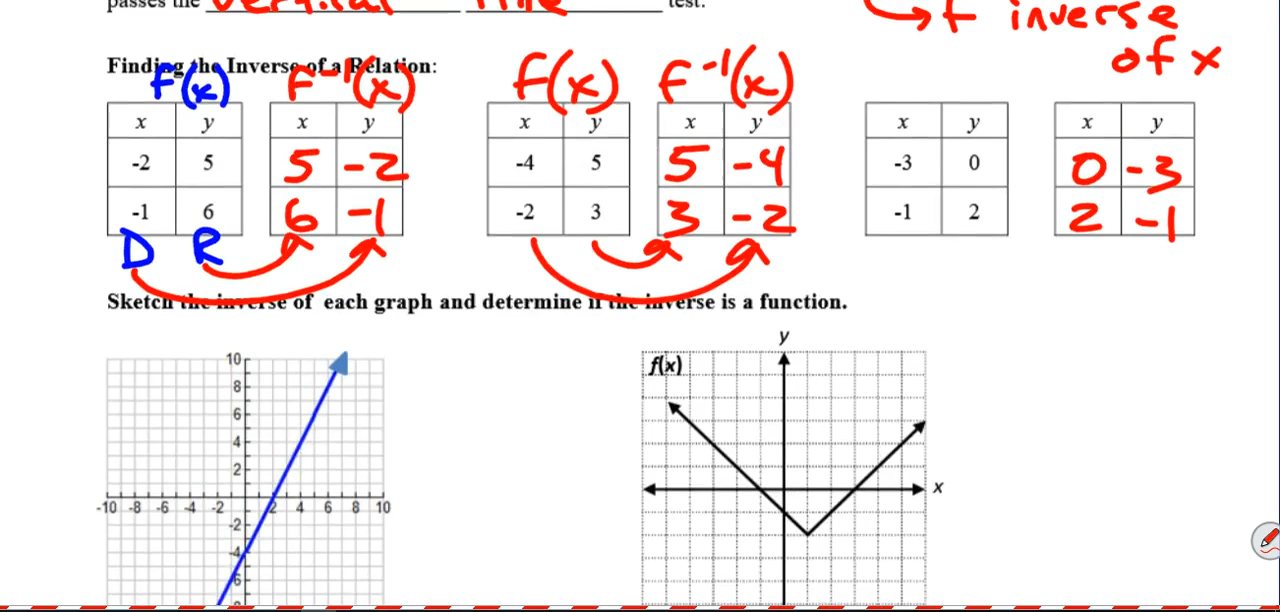 passes the vertical line test.
f inverse
of x
Finding the Inverse of a Relation:
F(x) F⁻¹(x) f(x) F⁻¹(x)
x y x y x y x y x y x y
-2 5 5 -2 -4 5 5 -4 -3 0 0 -3
-1 6 6 -1 -2 3 3 -2 -1 2 2 -1
D R
Sketch the inverse of each graph and determine if the inverse is a function.
10
8
6
4
2
-10 -8 -6 -4 -2 2 4 6 8 10
-2
-4
6
y
f(x)
x